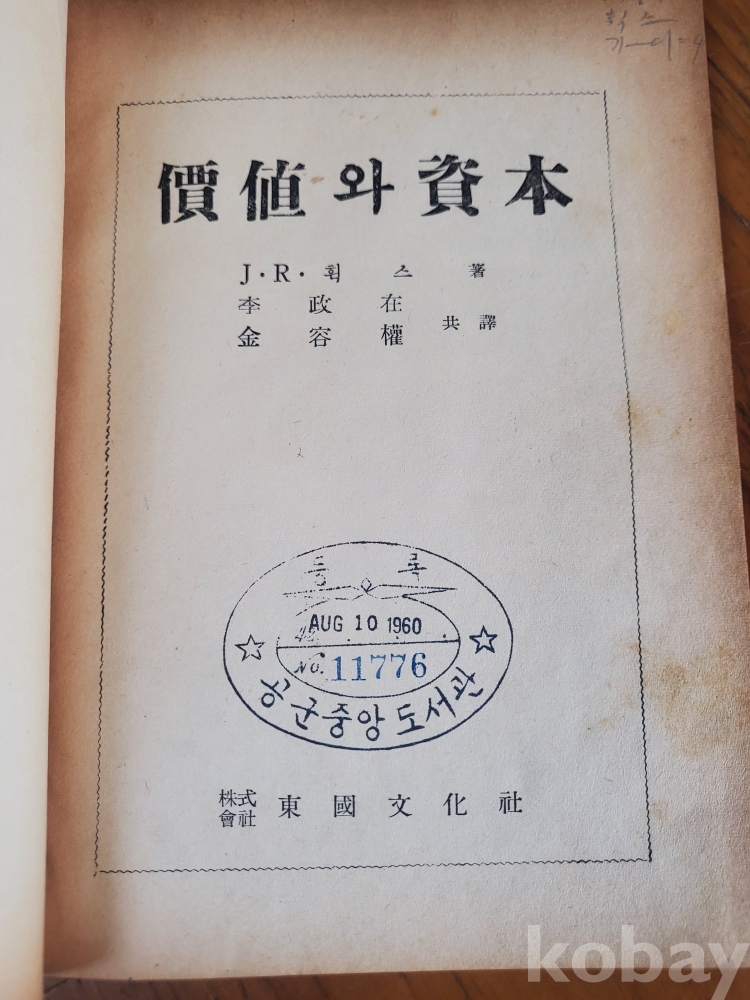 힉스
價値와 資本
J·R·힉스 著
李政在
金容權 共譯
등록
AUG 10 1960
NO. 11776
공군중앙도서관
株式會社 東國文化社
kobay